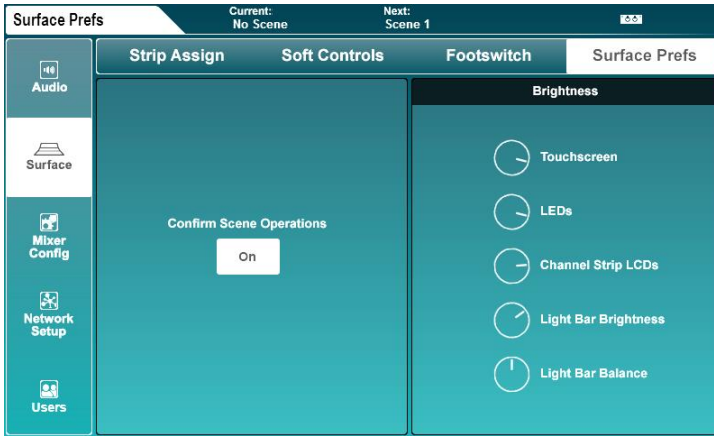 Surface Prefs
Current:
No Scene
Next:
Scene 1
Strip Assign
Soft Controls
Footswitch
Surface Prefs
Audio
Surface
Mixer
Config
Network
Setup
Users
Confirm Scene Operations
On
Brightness
Touchscreen
LEDs
Channel Strip LCDs
Light Bar Brightness
Light Bar Balance